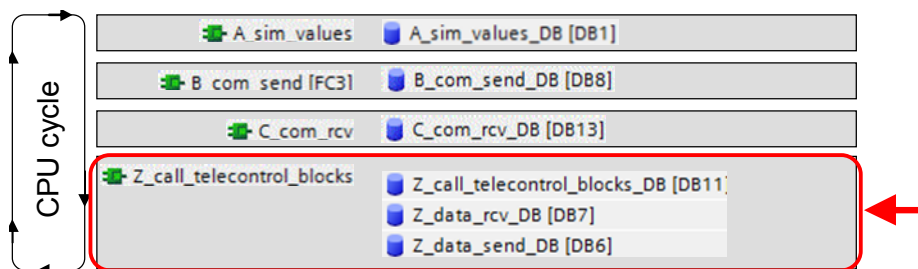 CPU cycle
A_sim_values A_sim_values_DB [DB1]
B_com_send [FC3] B_com_send_DB [DB8]
C_com_rcv C_com_rcv_DB [DB13]
Z_call_telecontrol_blocks Z_call_telecontrol_blocks_DB [DB11]
Z_data_rcv_DB [DB7]
Z_data_send_DB [DB6]